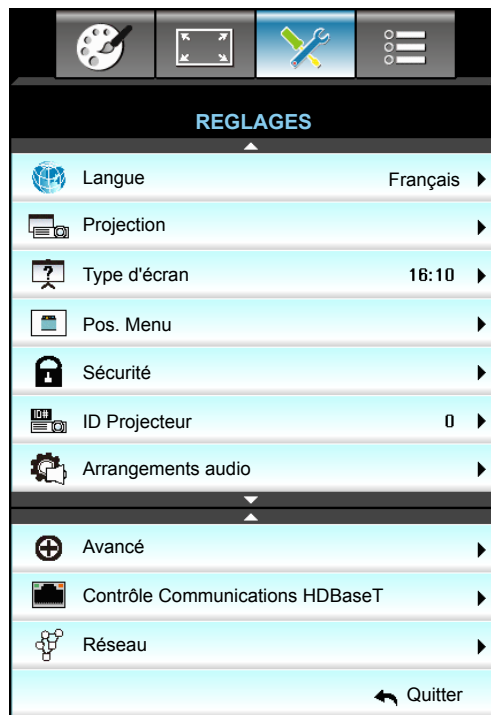 REGLAGES
Langue Français
Projection
? Type d'écran 16:10
Pos. Menu
Sécurité
ID# ID Projecteur 0
Arrangements audio
Avancé
Contrôle Communications HDBaseT
Réseau
Quitter